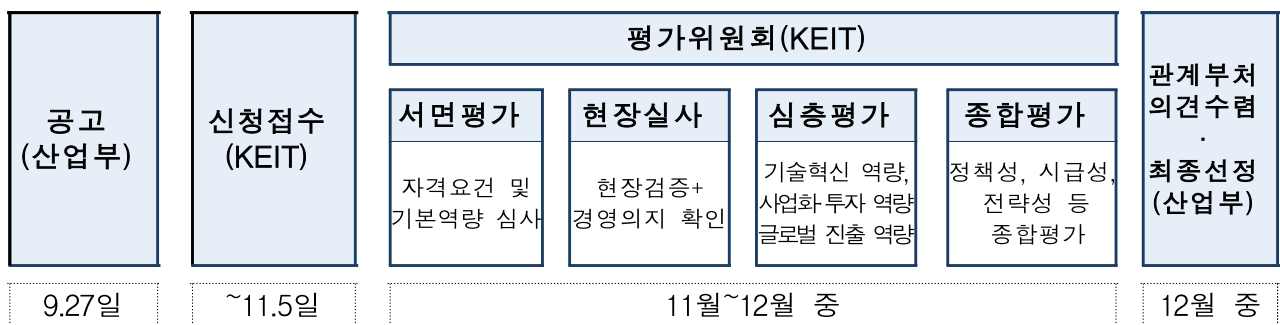 공고
(산업부)
신청접수
(KEIT)
평가위원회(KEIT)
서면평가
자격요건 및
기본역량 심사
현장실사
현장검증+
경영의지 확인
심층평가
기술혁신 역량,
사업화·투자 역량
글로벌 진출 역량
종합평가
정책성, 시급성,
전략성 등
종합평가
관계부처
의견수렴
·
최종선정
(산업부)
9.27일
~11.5일
11월~12월 중
12월 중